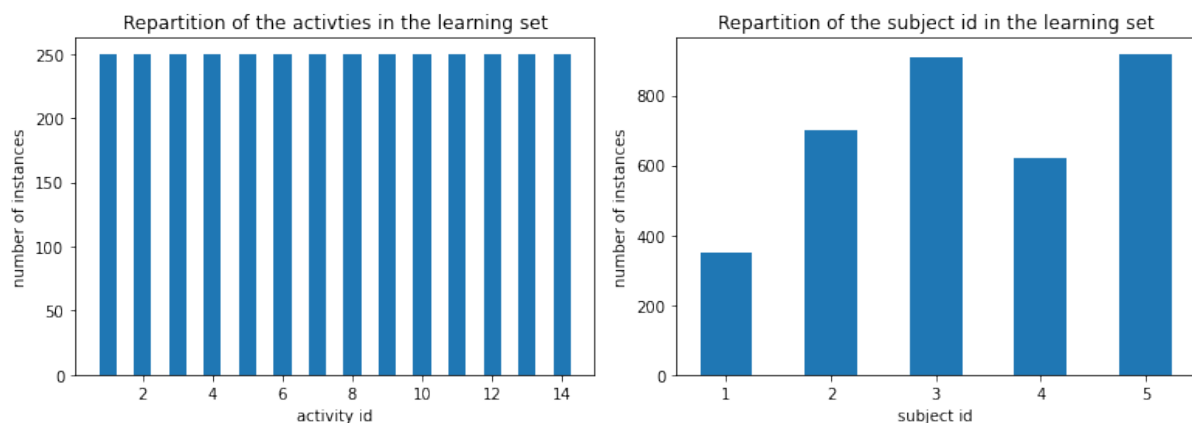 Repartition of the activties in the learning set
250
200
150
100
50
0
number of instances
2 4 6 8 10 12 14
activity id
Repartition of the subject id in the learning set
800
600
400
200
0
number of instances
1 2 3 4 5
subject id